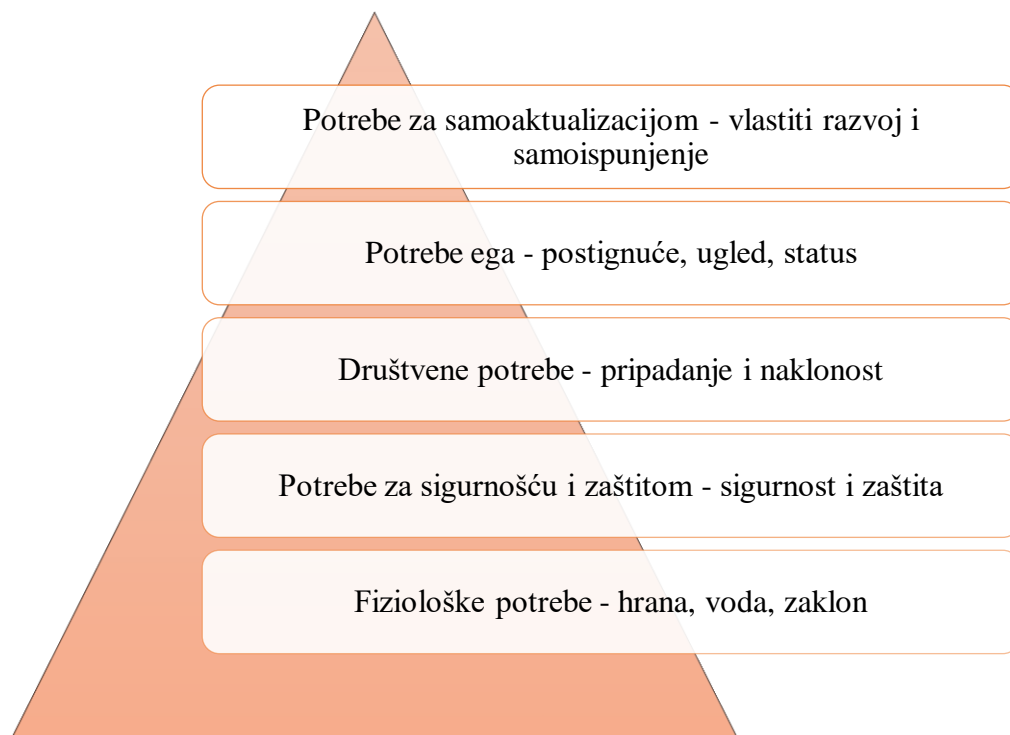 Potrebe za samoaktualizacijom - vlastiti razvoj i
samoispunjenje
Potrebe ega - postignuće, ugled, status
Društvene potrebe - pripadanje i naklonost
Potrebe za sigurnošću i zaštitom - sigurnost i zaštita
Fiziološke potrebe - hrana, voda, zaklon